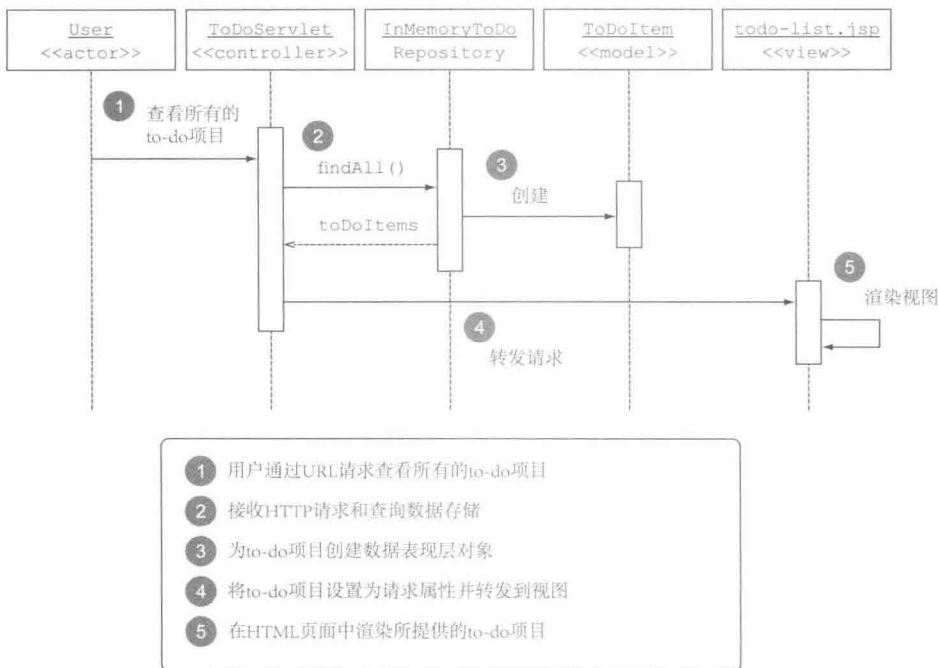 User
<<actor>>
ToDoServlet
<<controller>>
InMemoryToDo
Repository
ToDoItem
<<model>>
todo-list.jsp
<<view>>
1
查看所有的
to-do项目
2
findAll()
3
创建
toDoItems
5
渲染视图
4
转发请求
1 用户通过URL请求查看所有的to-do项目
2 接收HTTP请求和查询数据存储
3 为to-do项目创建数据表现层对象
4 将to-do项目设置为请求属性并转发到视图
5 在HTML页面中渲染所提供的to-do项目